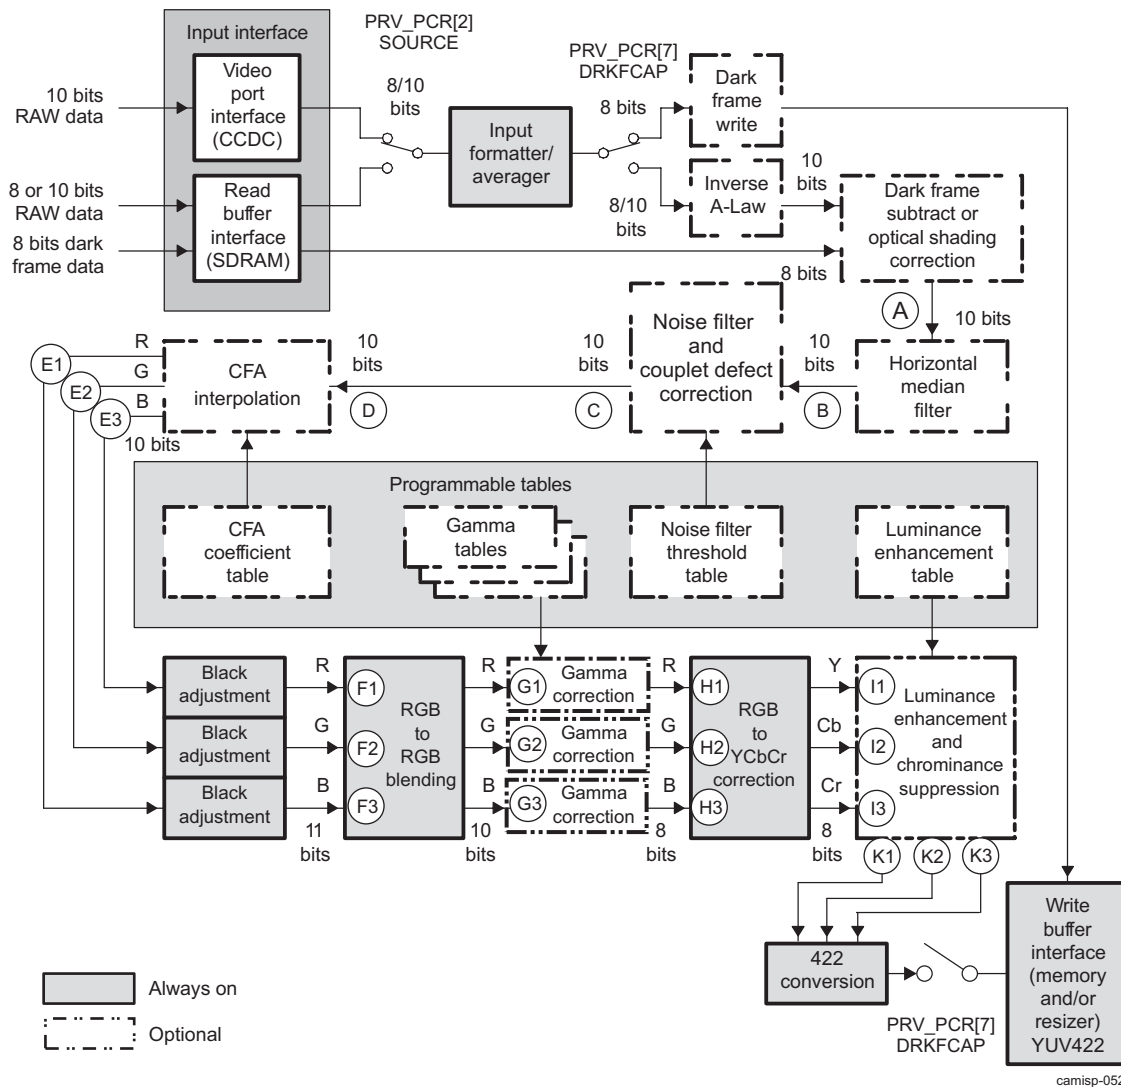 Input interface
PRV_PCR[2]
SOURCE
PRV_PCR[7]
DRKFCAP
10 bits
RAW data
Video
port
interface
(CCDC)
8/10
bits
Input
formatter/
averager
8 bits
Dark
frame
write
8 or 10 bits
RAW data
8 bits dark
frame data
Read
buffer
interface
(SDRAM)
8/10
bits
Inverse
A-Law
10
bits
Dark frame
subtract or
optical shading
correction
8 bits
A
10 bits
E1
E2
E3
R
G
B
10 bits
CFA
interpolation
10
bits
D
10
bits
C
Noise filter
and
couplet defect
correction
10
bits
B
Horizontal
median
filter
Programmable tables
CFA
coefficient
table
Gamma
tables
Noise filter
threshold
table
Luminance
enhancement
table
Black
adjustment
Black
adjustment
Black
adjustment
R
G
B
11
bits
F1
F2
F3
RGB
to
RGB
blending
R
G
B
10
bits
G1
Gamma
correction
G2
Gamma
correction
G3
Gamma
correction
R
G
B
8
bits
H1
H2
H3
RGB
to
YCbCr
correction
Y
Cb
Cr
8
bits
I1
I2
I3
Luminance
enhancement
and
chrominance
suppression
K1
K2
K3
422
conversion
PRV_PCR[7]
DRKFCAP
Write
buffer
interface
(memory
and/or
resizer)
YUV422
Always on
Optional
camisp-052